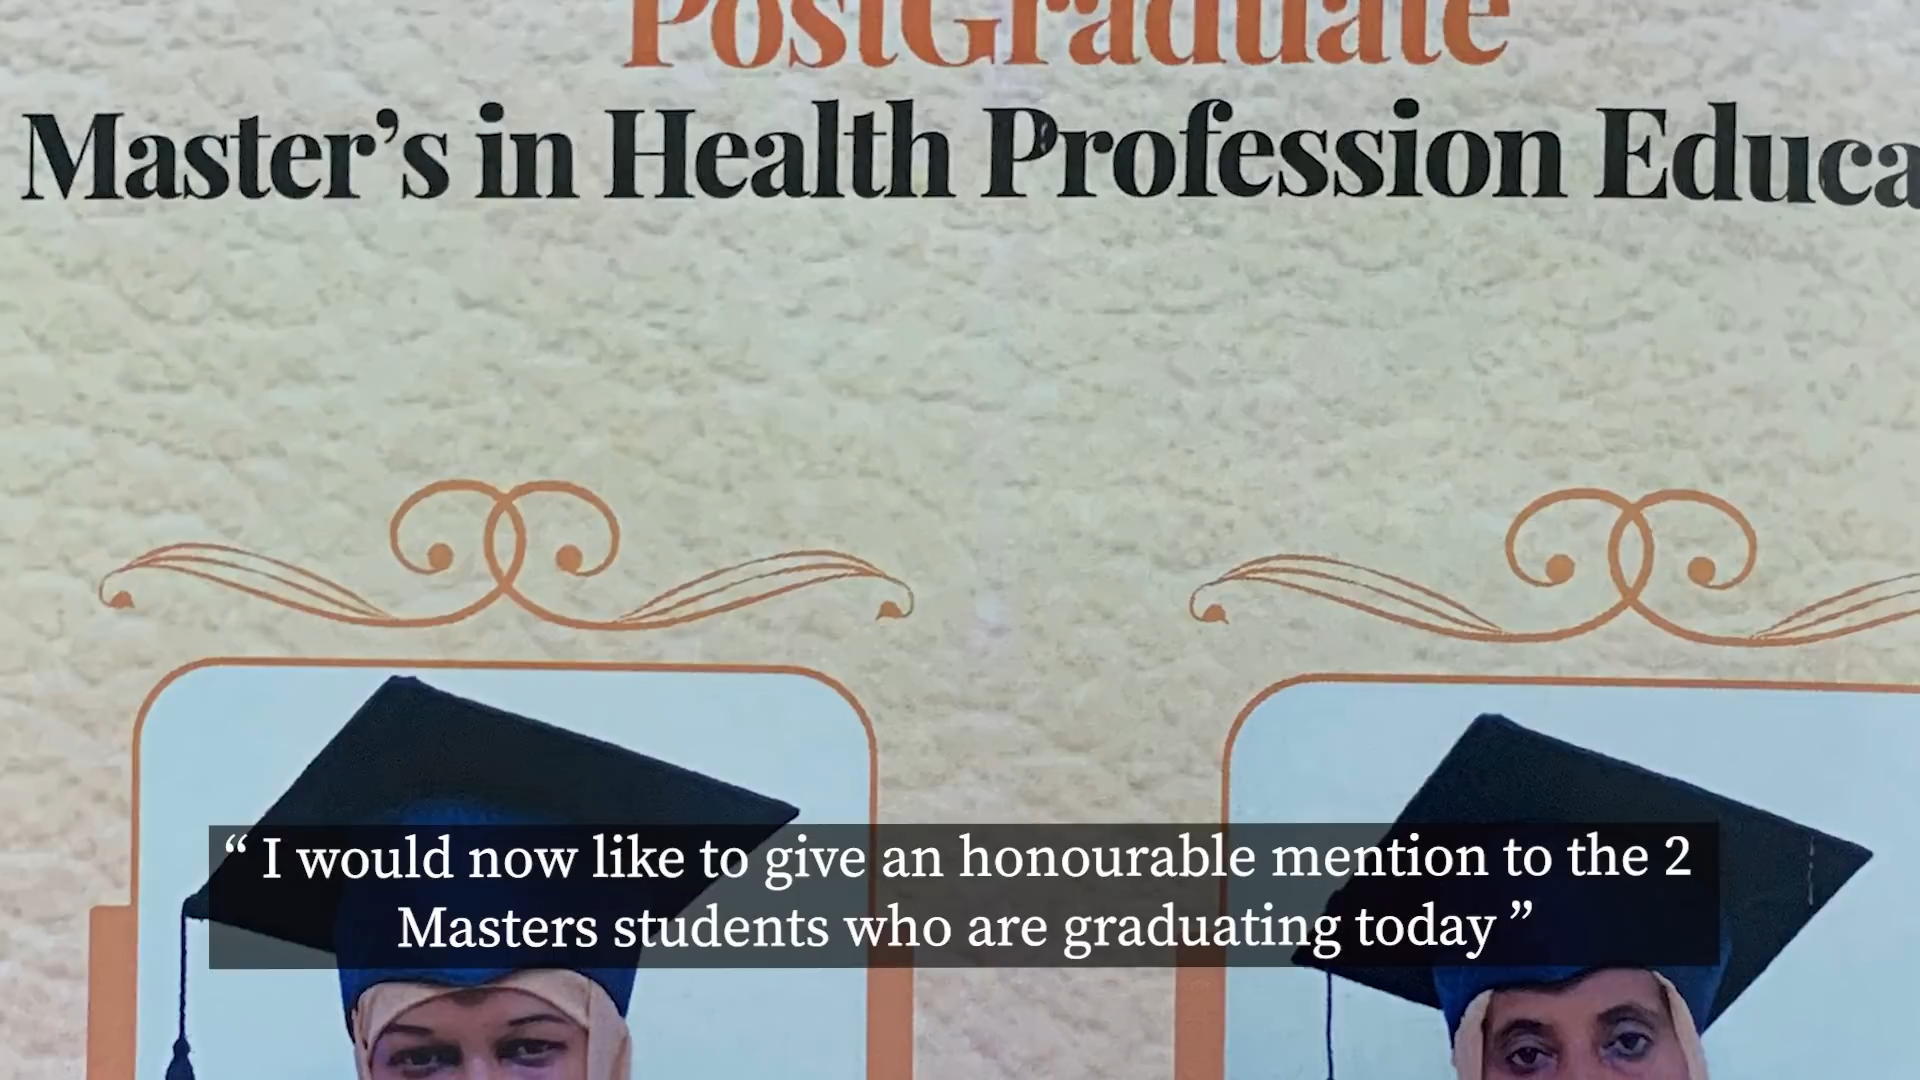 PostGraduate
Master's in Health Profession Educa
“ I would now like to give an honourable mention to the 2
Masters students who are graduating today ”